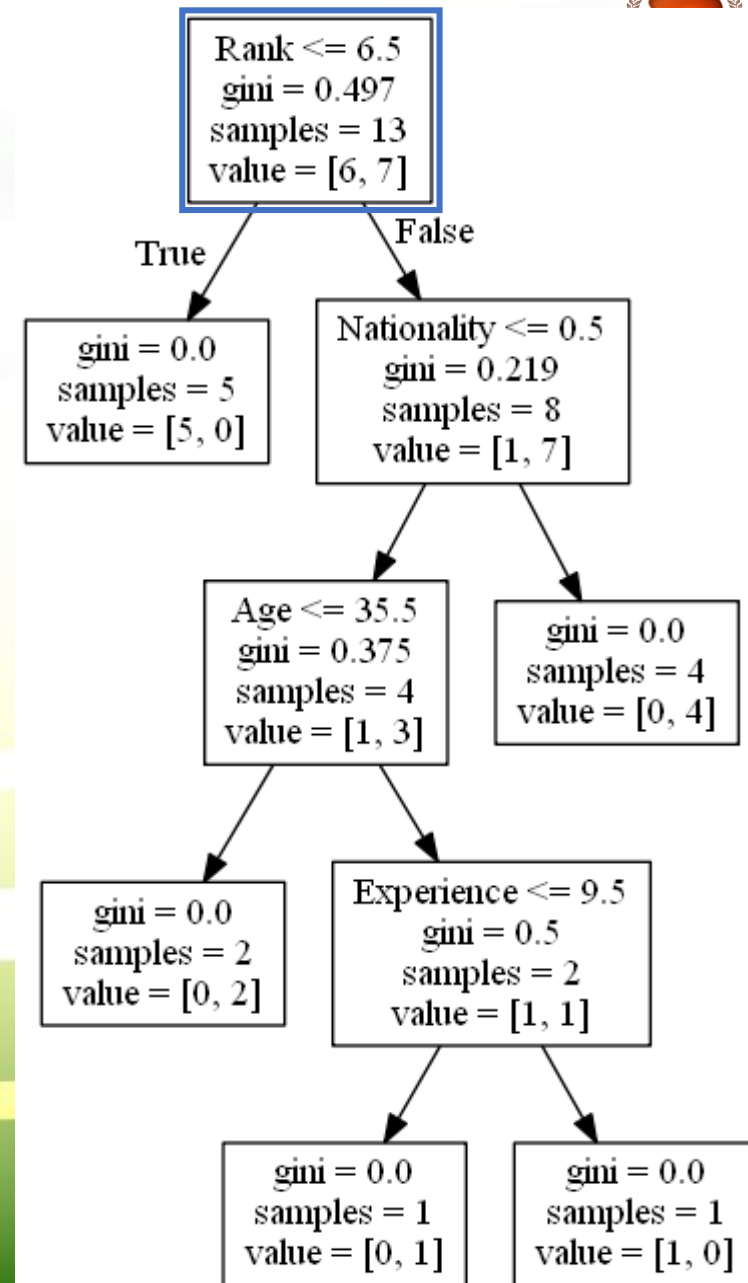 Rank <= 6.5
gini = 0.497
samples = 13
value = [6, 7]
True
False
gini = 0.0
samples = 5
value = [5, 0]
Nationality <= 0.5
gini = 0.219
samples = 8
value = [1, 7]
Age <= 35.5
gini = 0.375
samples = 4
value = [1, 3]
gini = 0.0
samples = 4
value = [0, 4]
gini = 0.0
samples = 2
value = [0, 2]
Experience <= 9.5
gini = 0.5
samples = 2
value = [1, 1]
gini = 0.0
samples = 1
value = [0, 1]
gini = 0.0
samples = 1
value = [1, 0]